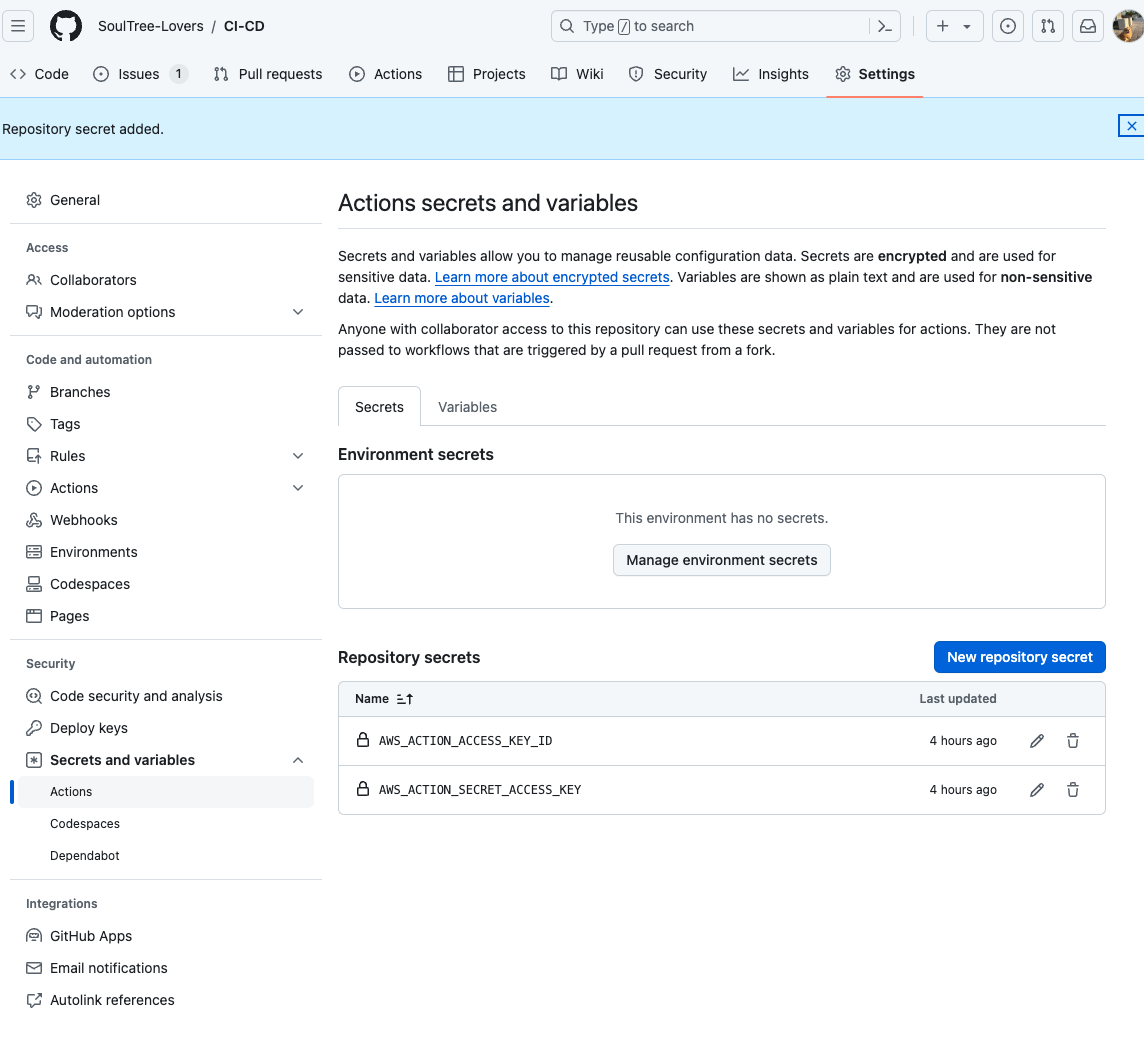 SoulTree-Lovers / CI-CD
Type / to search
Code
Issues 1
Pull requests
Actions
Projects
Wiki
Security
Insights
Settings
Repository secret added.
General
Access
Collaborators
Moderation options
Code and automation
Branches
Tags
Rules
Actions
Webhooks
Environments
Codespaces
Pages
Security
Code security and analysis
Deploy keys
Secrets and variables
Actions
Codespaces
Dependabot
Integrations
GitHub Apps
Email notifications
Autolink references
Actions secrets and variables
Secrets and variables allow you to manage reusable configuration data. Secrets are encrypted and are used for
sensitive data. Learn more about encrypted secrets. Variables are shown as plain text and are used for non-sensitive
data. Learn more about variables.
Anyone with collaborator access to this repository can use these secrets and variables for actions. They are not
passed to workflows that are triggered by a pull request from a fork.
Secrets
Variables
Environment secrets
This environment has no secrets.
Manage environment secrets
Repository secrets
New repository secret
Name
Last updated
AWS_ACTION_ACCESS_KEY_ID
4 hours ago
AWS_ACTION_SECRET_ACCESS_KEY
4 hours ago